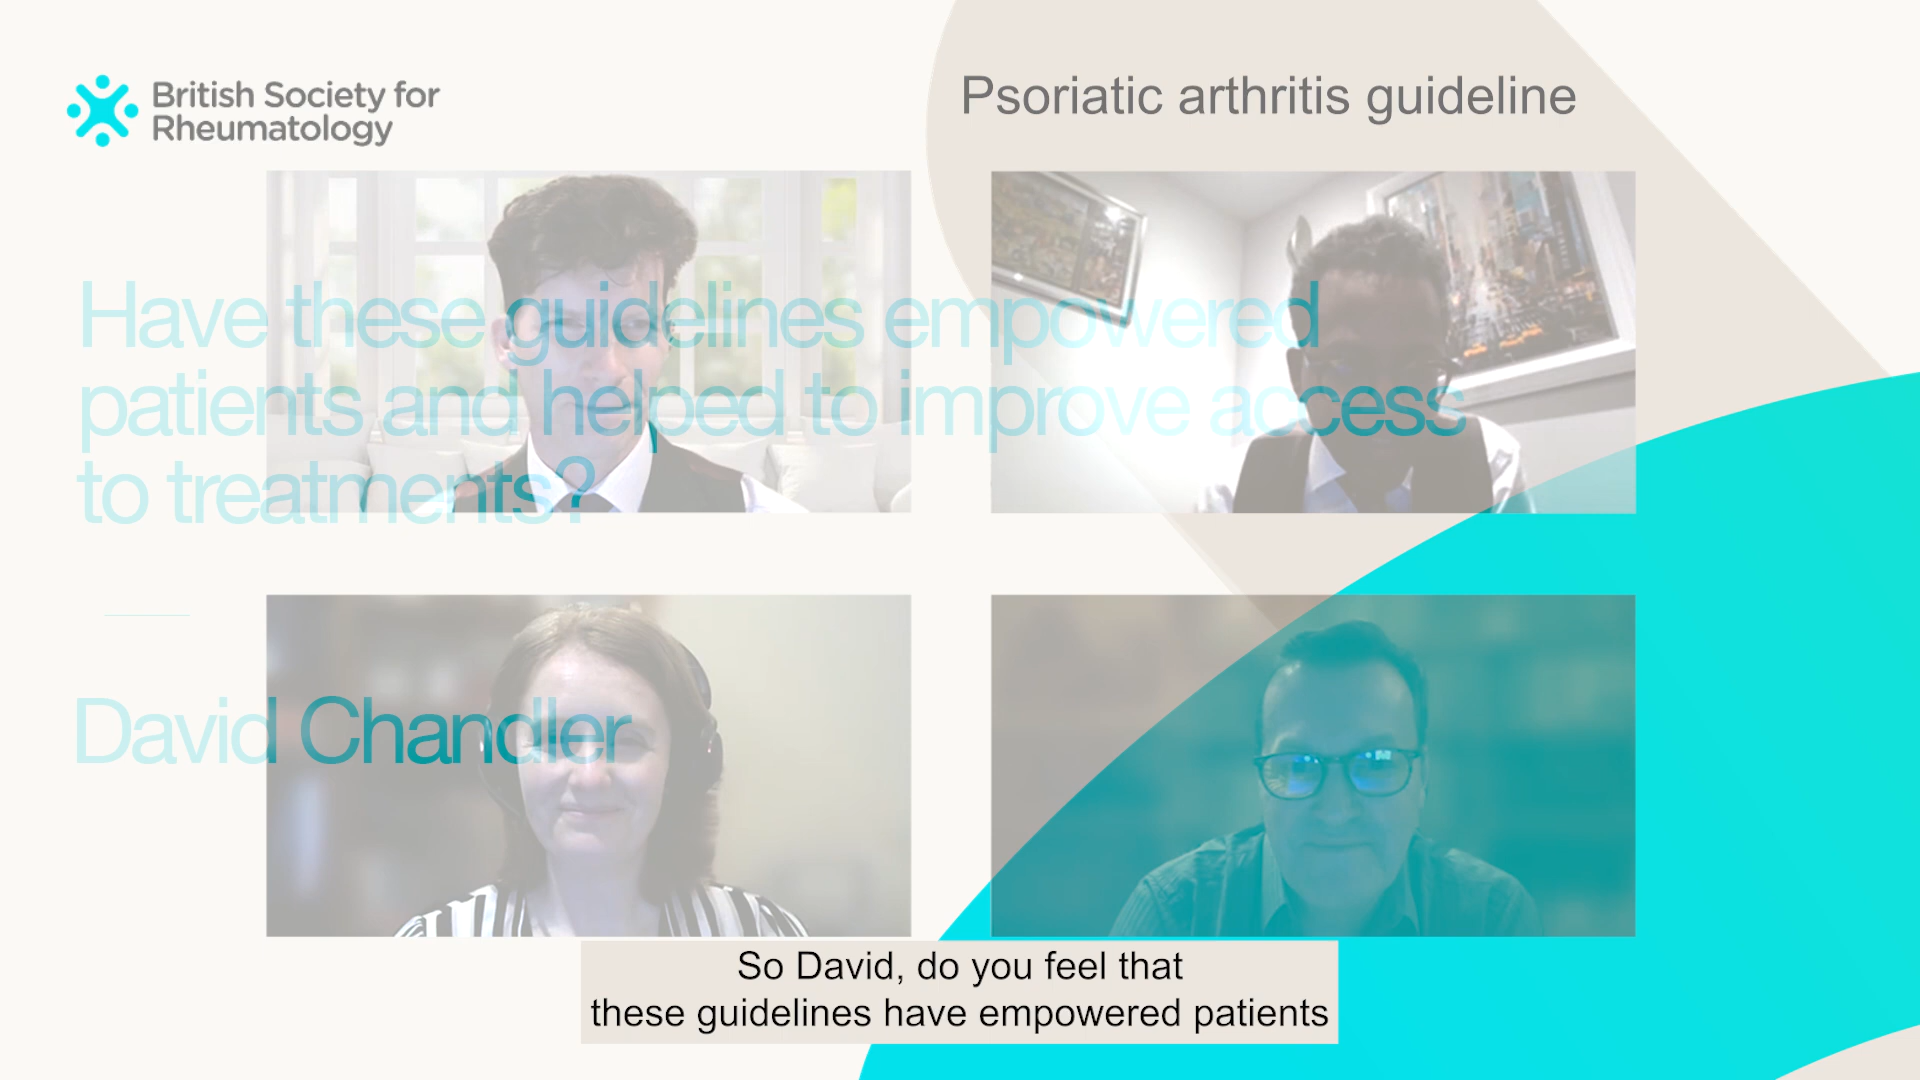 British Society for
Rheumatology
Psoriatic arthritis guideline
Have these guidelines empowered
patients and helped to improve access
to treatments?
David Chandler
So David, do you feel that
these guidelines have empowered patients